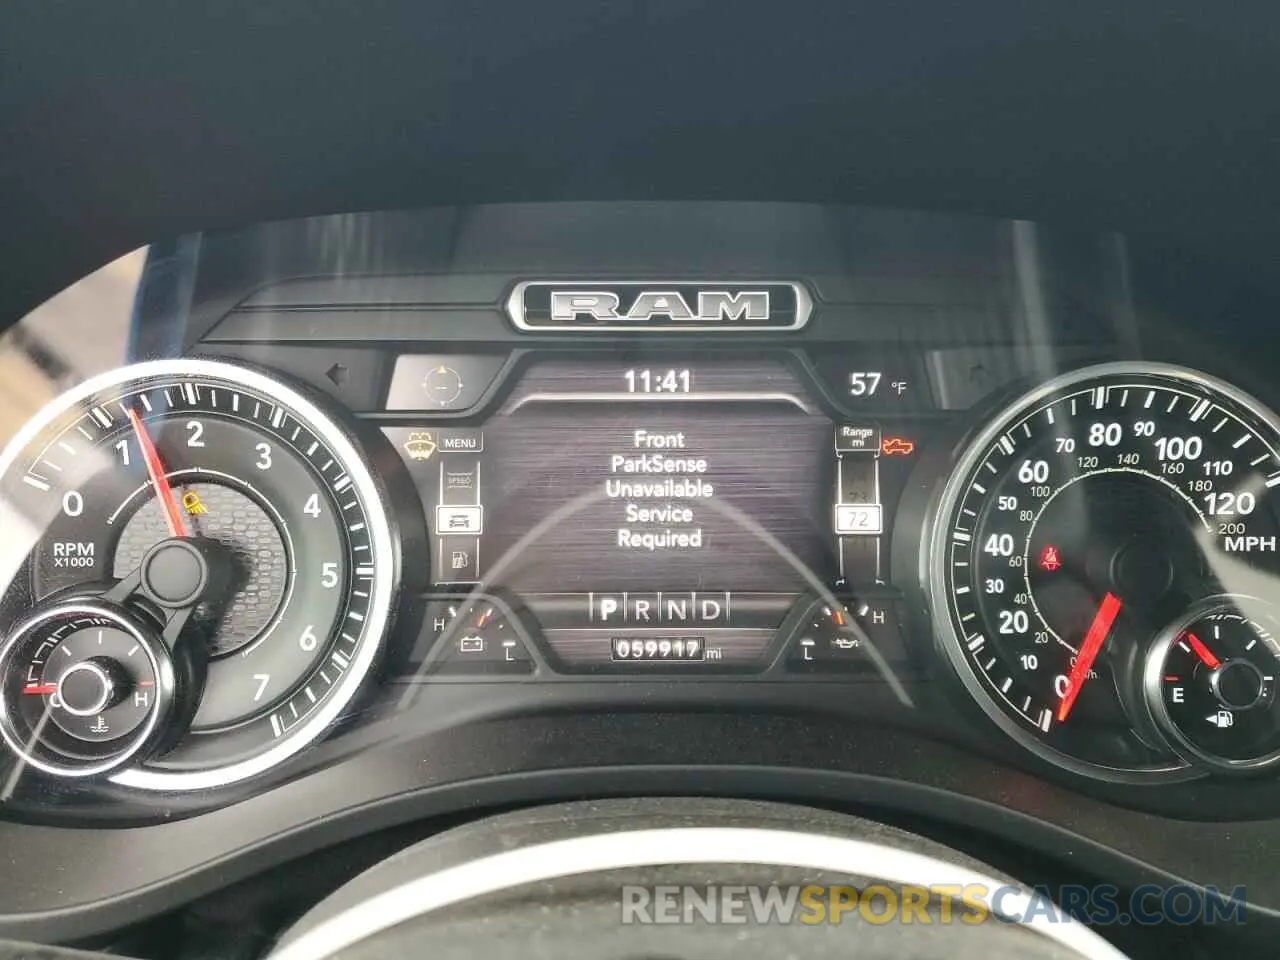 RAM
11:41
57 °F
MENU
SPEED
Front
ParkSense
Unavailable
Service
Required
Range
mi
72
P R N D
059917 mi
H
L
H
L
0
1
2
3
4
5
6
7
RPM
X1000
C
H
0
10
20
30
40
50
60
70
80
90
100
110
120
MPH
20
40
60
80
100
120
140
160
180
200
E
RENEWSPORTSCARS.COM